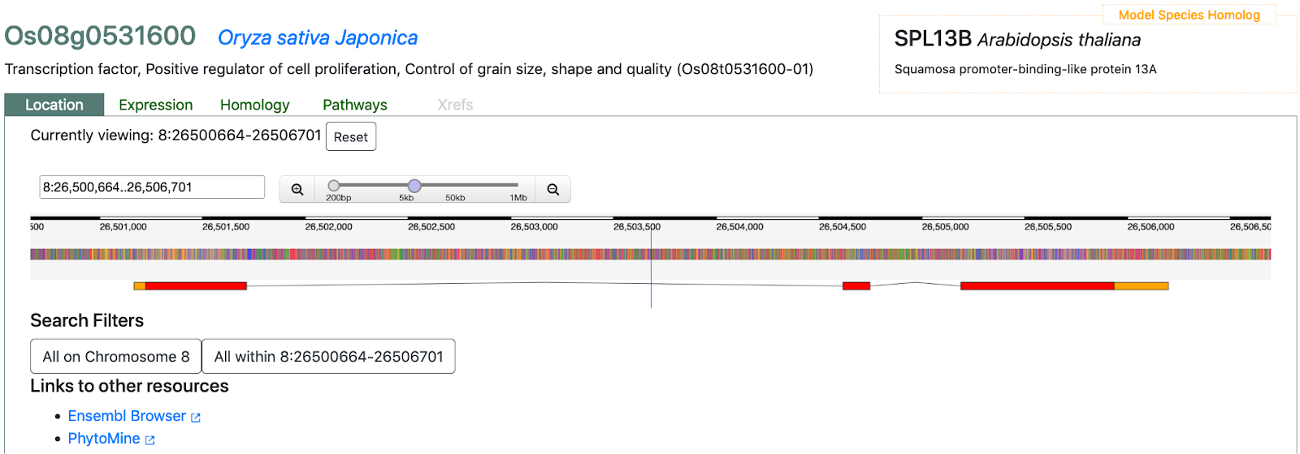 Model Species Homolog
Os08g0531600 Oryza sativa Japonica
SPL13B Arabidopsis thaliana
Transcription factor, Positive regulator of cell proliferation, Control of grain size, shape and quality (Os08t0531600-01)
Squamosa promoter-binding-like protein 13A
Location Expression Homology Pathways Xrefs
Currently viewing: 8:26500664-26506701 Reset
8:26,500,664..26,506,701
200bp 5kb 50kb 1Mb
500 26,501,000 26,501,500 26,502,000 26,502,500 26,503,000 26,503,500 26,504,000 26,504,500 26,505,000 26,505,500 26,506,000 26,506,5
Search Filters
All on Chromosome 8 All within 8:26500664-26506701
Links to other resources
• Ensembl Browser
• PhytoMine